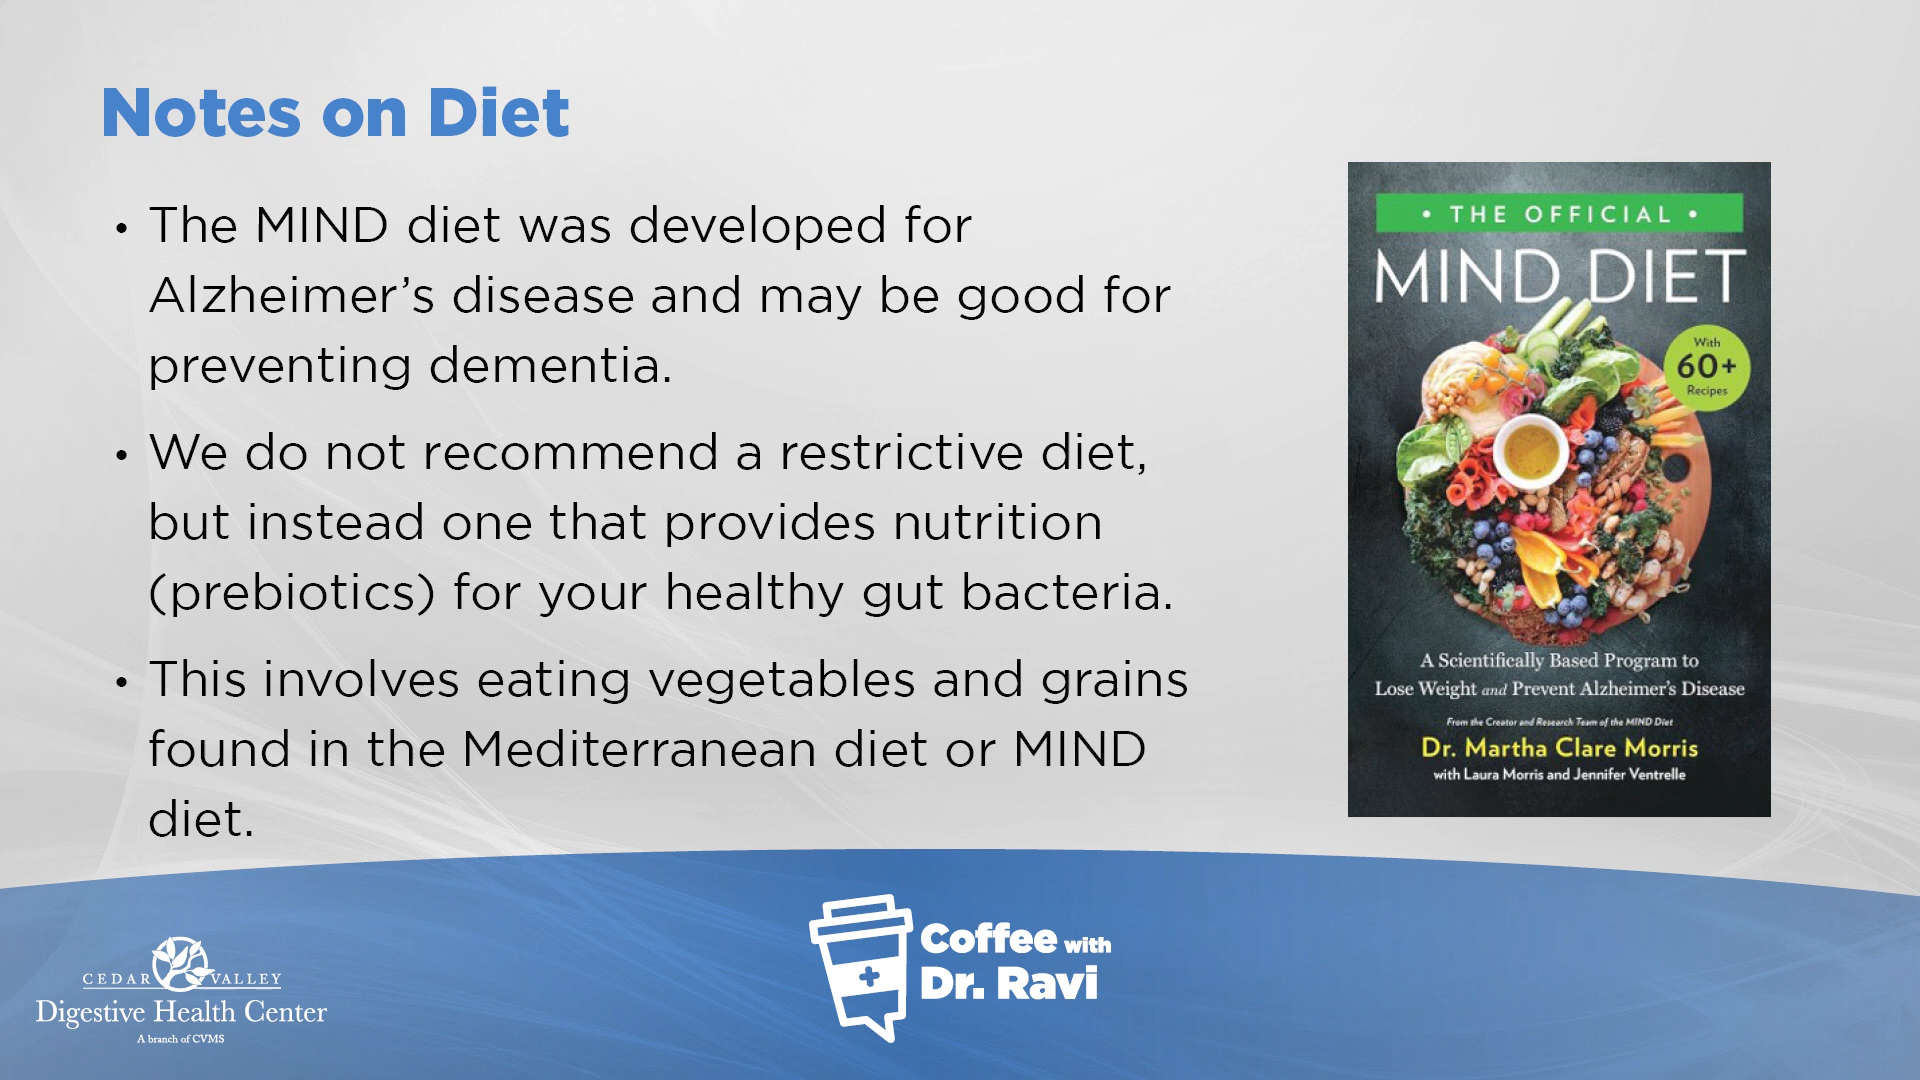 Notes on Diet
• The MIND diet was developed for
Alzheimer’s disease and may be good for
preventing dementia.
• We do not recommend a restrictive diet,
but instead one that provides nutrition
(prebiotics) for your healthy gut bacteria.
• This involves eating vegetables and grains
found in the Mediterranean diet or MIND
diet.
• THE OFFICIAL •
MIND DIET
With
60+
Recipes
A Scientifically Based Program to
Lose Weight and Prevent Alzheimer’s Disease
From the Creator and Research Team of the MIND Diet
Dr. Martha Clare Morris
with Laura Morris and Jennifer Ventrelle
CEDAR VALLEY
Digestive Health Center
A branch of CVMS
Coffee with
Dr. Ravi